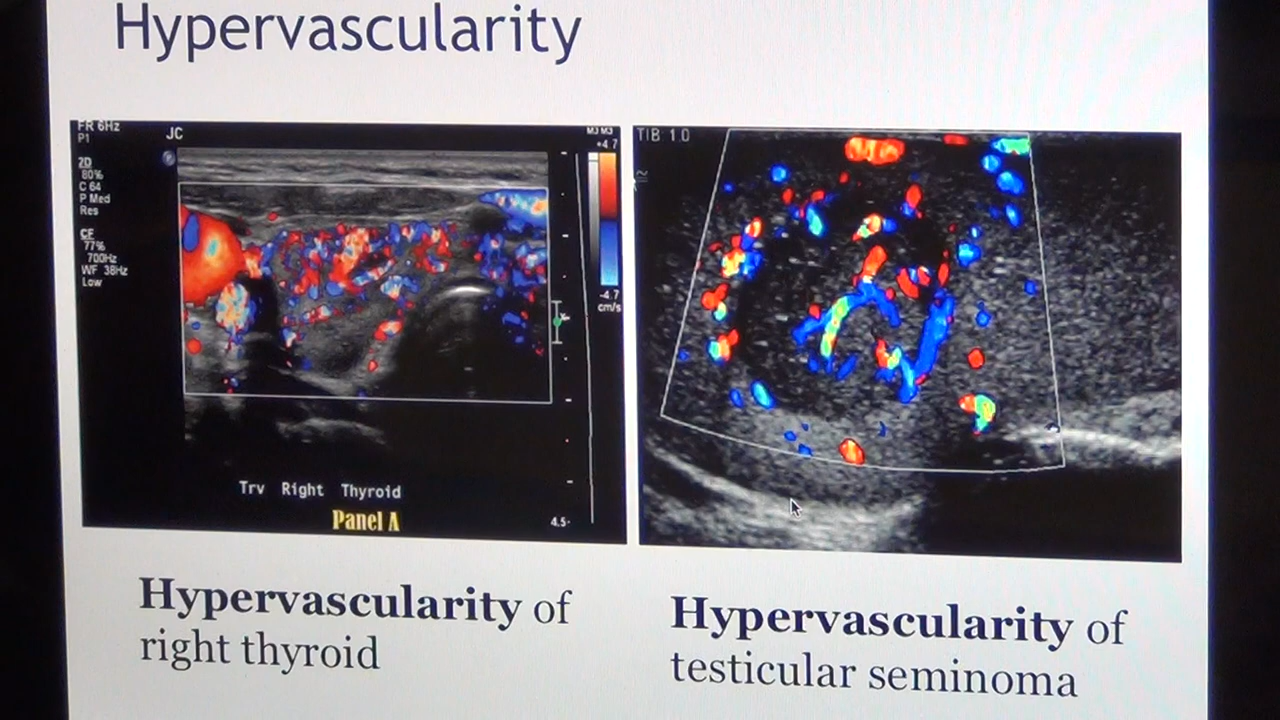 Hypervascularity
FR 6Hz
P1
2D
80%
C 64
P Med
Res
CF
77%
700Hz
WF 38Hz
Low
JC
M3 M3
+4.7
-4.7
cm/s
Trv Right Thyroid
Panel A
4.5
TIB: 1.0
Hypervascularity of
right thyroid
Hypervascularity of
testicular seminoma